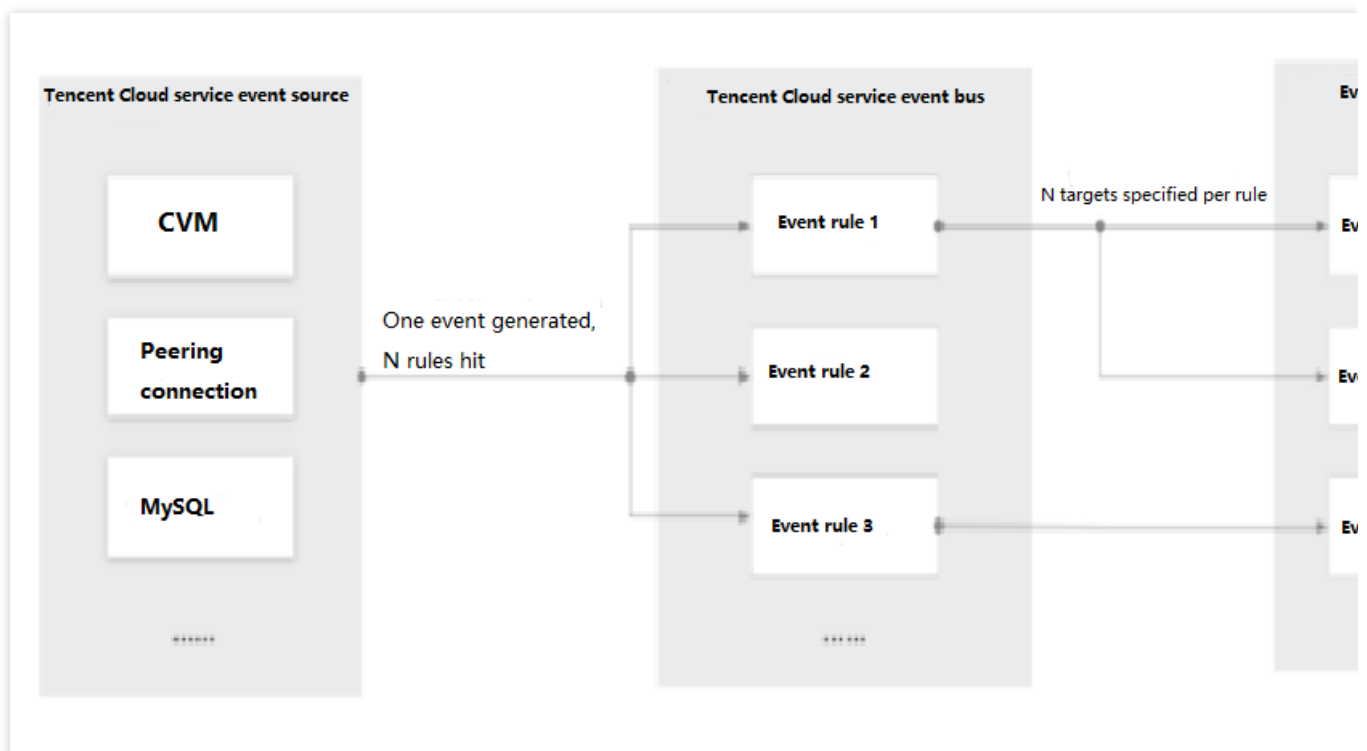 Tencent Cloud service event source
CVM
Peering
connection
MySQL
......
One event generated,
N rules hit
Tencent Cloud service event bus
Event rule 1
Event rule 2
Event rule 3
... ...
N targets specified per rule